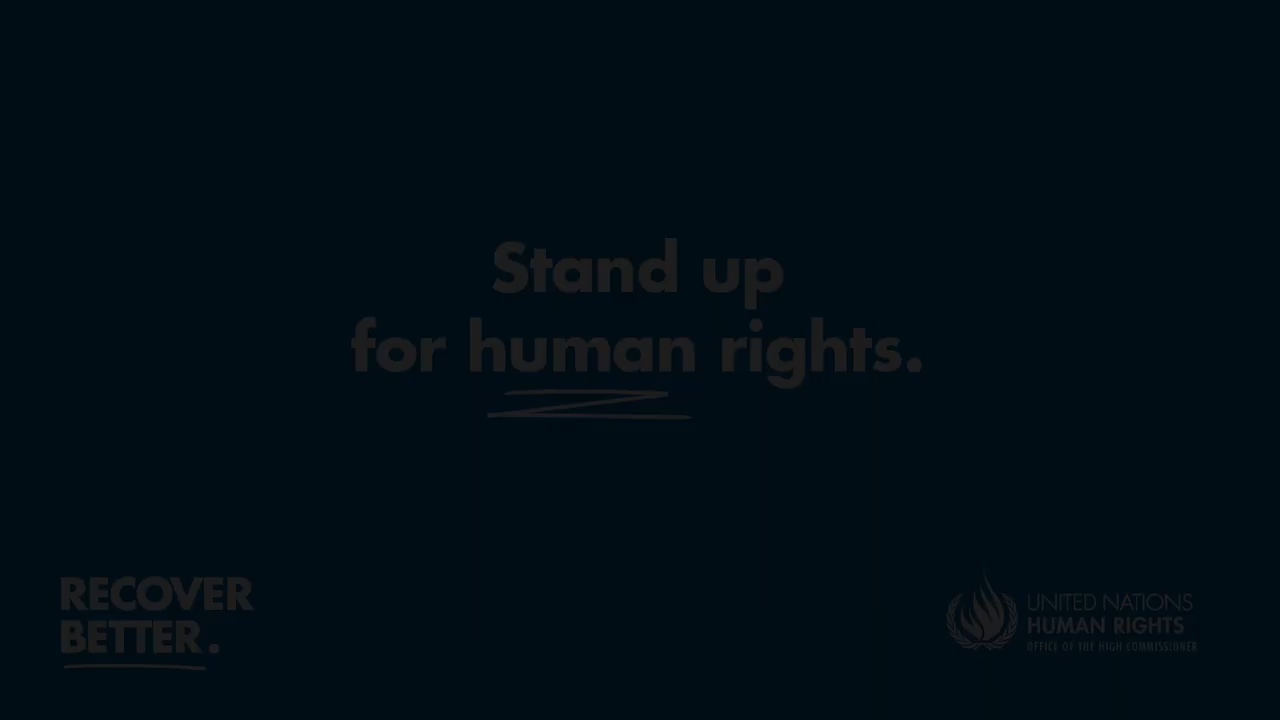 Stand up
for human rights.
RECOVER
BETTER.
UNITED NATIONS
HUMAN RIGHTS
OFFICE OF THE HIGH COMMISSIONER